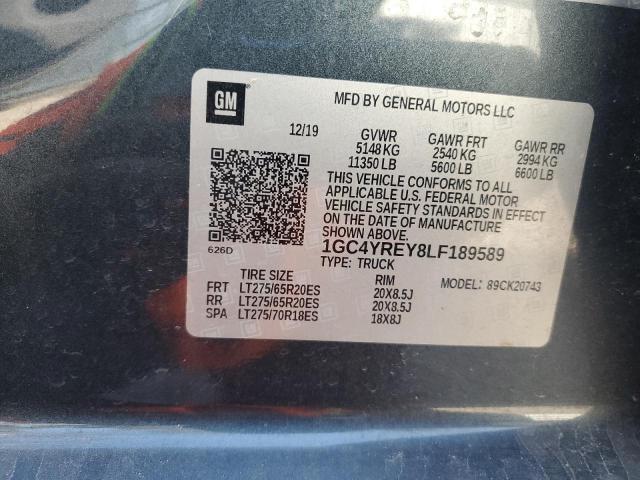 GM
MFD BY GENERAL MOTORS LLC
12/19 GVWR GAWR FRT GAWR RR
5148 KG 2540 KG 2994 KG
11350 LB 5600 LB 6600 LB
THIS VEHICLE CONFORMS TO ALL
APPLICABLE U.S. FEDERAL MOTOR
VEHICLE SAFETY STANDARDS IN EFFECT
ON THE DATE OF MANUFACTURE
SHOWN ABOVE.
626D
1GC4YREY8LF189589
TYPE: TRUCK
TIRE SIZE RIM MODEL: 89CK20743
FRT LT275/65R20ES 20X8.5J
RR LT275/65R20ES 20X8.5J
SPA LT275/70R18ES 18X8J